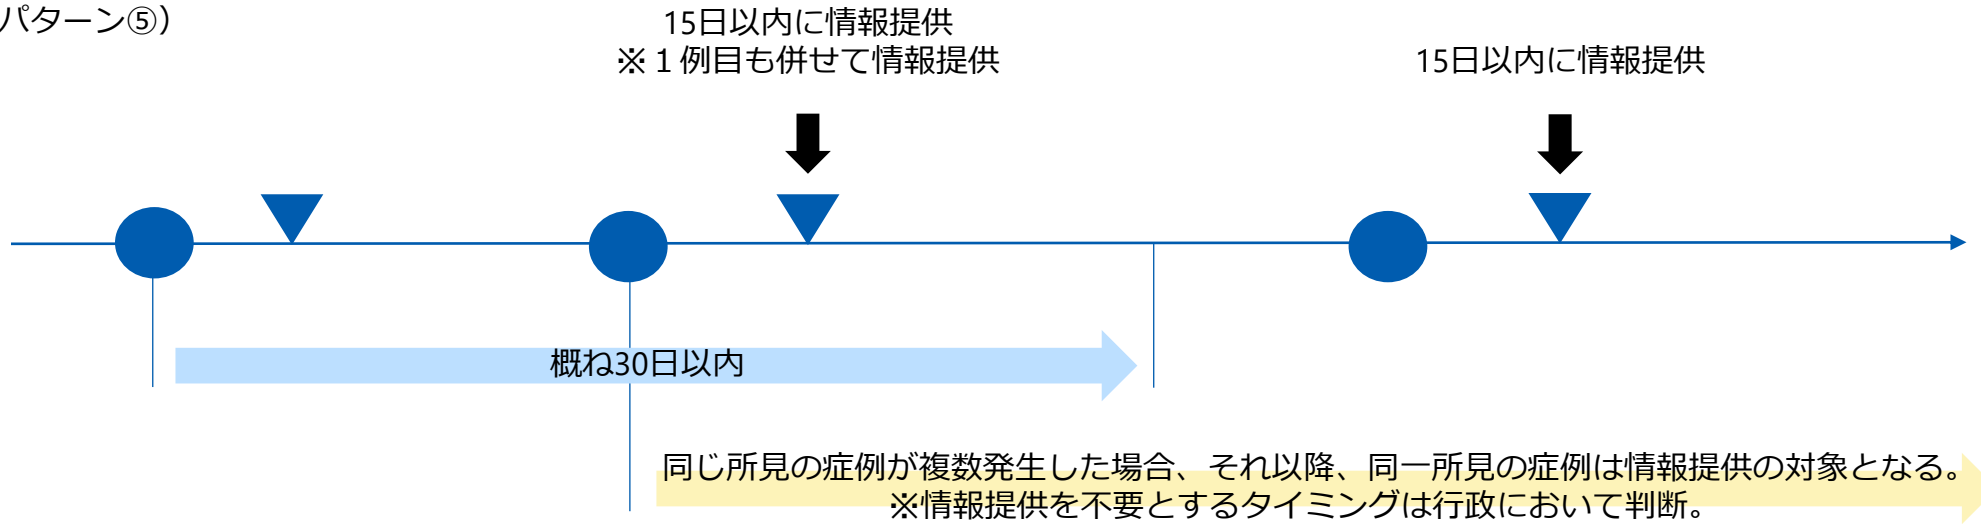 パターン⑤）
15日以内に情報提供
※１例目も併せて情報提供
15日以内に情報提供
概ね30日以内
同じ所見の症例が複数発生した場合、それ以降、同一所見の症例は情報提供の対象となる。
※情報提供を不要とするタイミングは行政において判断。